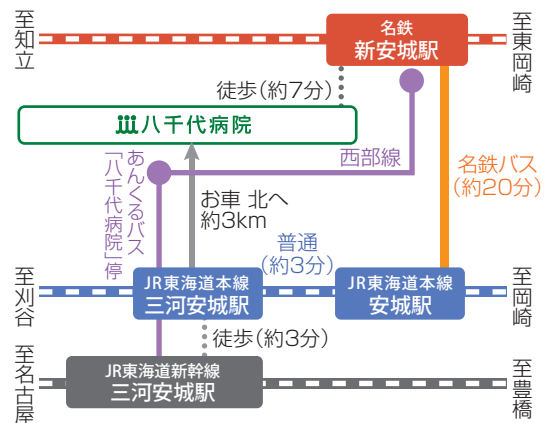 至知立
名鉄
新安城駅
至東岡崎
徒歩（約7分）
八千代病院
西部線
あんくるバス
「八千代病院」停
お車 北へ
約3km
名鉄バス
（約20分）
普通
（約3分）
至刈谷
JR東海道本線
三河安城駅
JR東海道本線
安城駅
至岡崎
徒歩（約3分）
至名古屋
JR東海道新幹線
三河安城駅
至豊橋